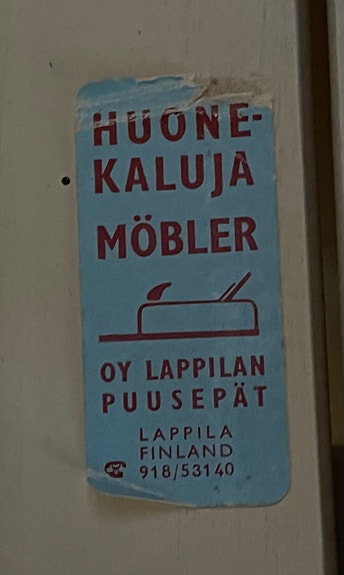 HUONE-
KALUJA
MÖBLER
OY LAPPILAN
PUUSEPÄT
LAPPILA
FINLAND
☎ 918/53140